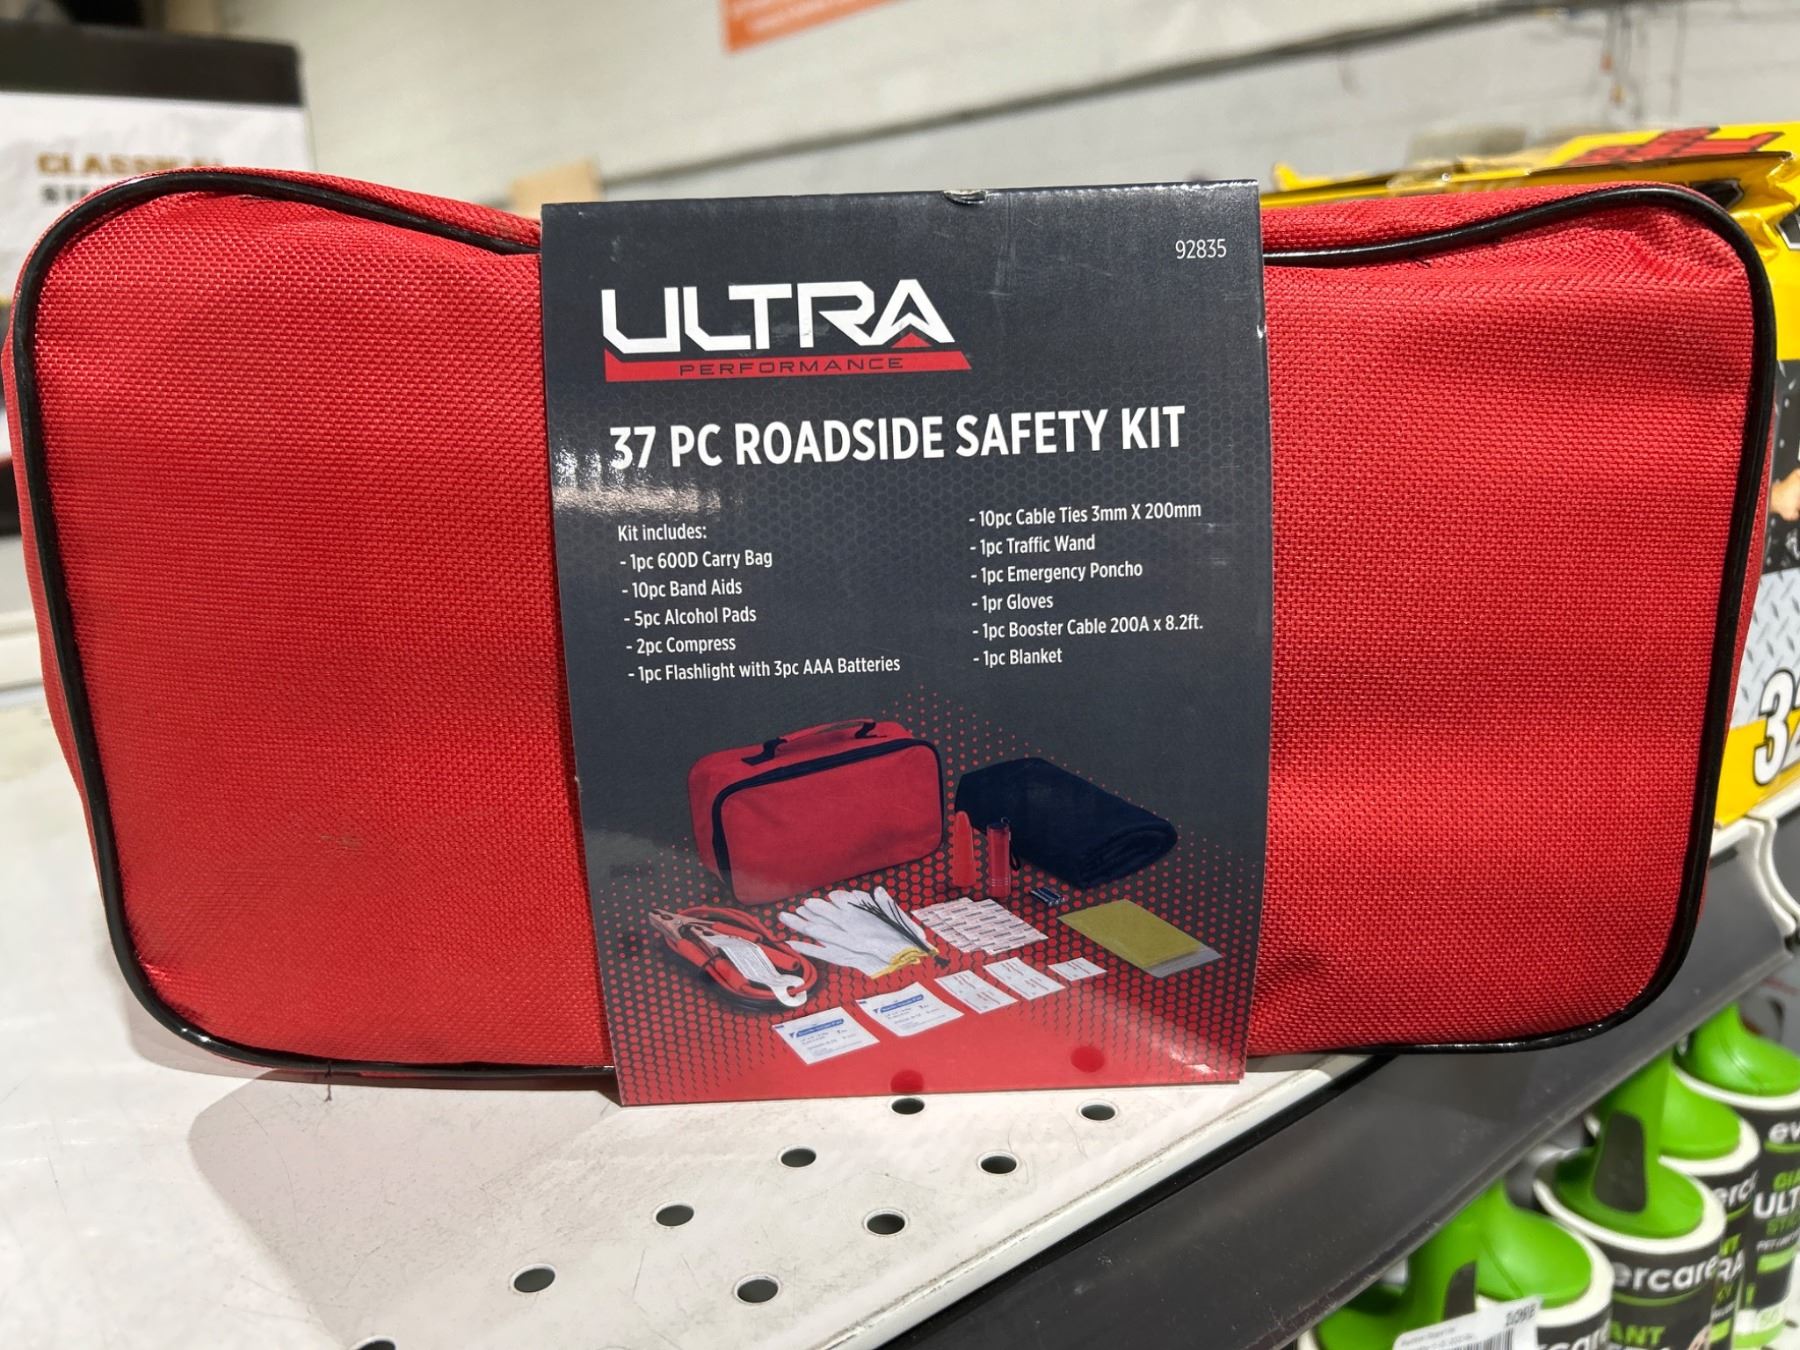 CLASSICAL
92835
ULTRA
PERFORMANCE
37 PC ROADSIDE SAFETY KIT
Kit includes:
- 1pc 600D Carry Bag
- 10pc Band Aids
- 5pc Alcohol Pads
- 2pc Compress
- 1pc Flashlight with 3pc AAA Batteries
- 10pc Cable Ties 3mm X 200mm
- 1pc Traffic Wand
- 1pc Emergency Poncho
- 1pr Gloves
- 1pc Booster Cable 200A x 8.2ft.
- 1pc Blanket